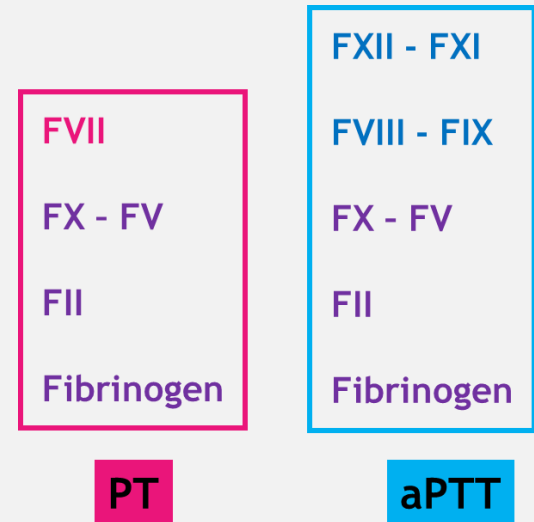 FVII
FX – FV
FII
Fibrinogen
PT
FXII - FXI
FVIII - FIX
FX – FV
FII
Fibrinogen
aPTT